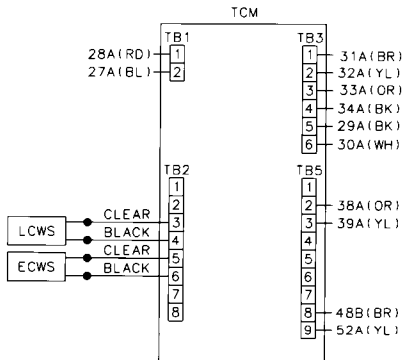 TCM
TB1
28A(RD) 1
27A(BL) 2
TB3
1 31A(BR)
2 32A(YL)
3 33A(OR)
4 34A(BK)
5 29A(BK)
6 30A(WH)
TB2
1
2
CLEAR 3
LCWS
BLACK 4
CLEAR 5
ECWS
BLACK 6
7
8
TB5
1
2 38A(OR)
3 39A(YL)
4
5
6
7
8 48B(BR)
9 52A(YL)